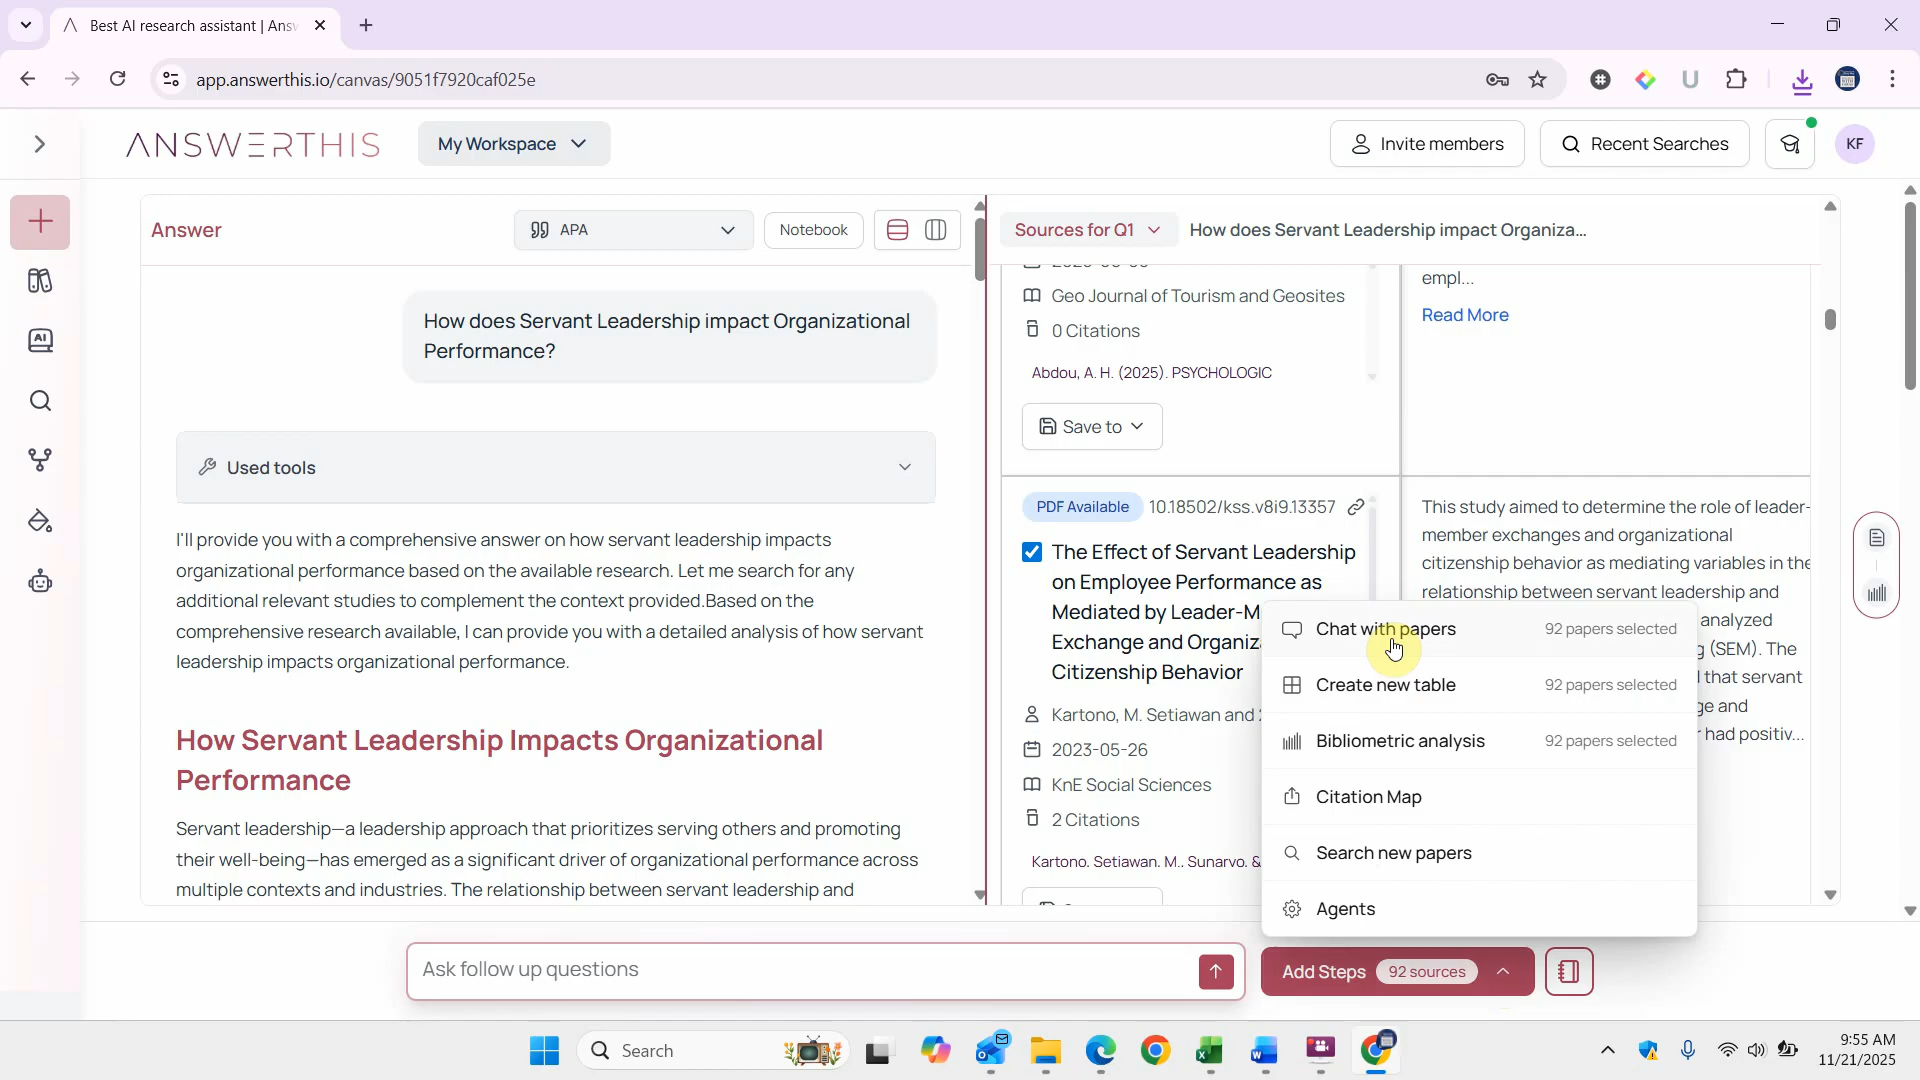 Best AI research assistant | Ans
app.answerthis.io/canvas/9051f7920caf025e
ANSWERTHIS
My Workspace
Invite members
Recent Searches
KF
Answer
APA
Notebook
How does Servant Leadership impact Organizational
Performance?
Used tools
I'll provide you with a comprehensive answer on how servant leadership impacts
organizational performance based on the available research. Let me search for any
additional relevant studies to complement the context provided.Based on the
comprehensive research available, I can provide you with a detailed analysis of how servant
leadership impacts organizational performance.
How Servant Leadership Impacts Organizational
Performance
Servant leadership—a leadership approach that prioritizes serving others and promoting
their well-being—has emerged as a significant driver of organizational performance across
multiple contexts and industries. The relationship between servant leadership and
Sources for Q1
How does Servant Leadership impact Organiza...
Geo Journal of Tourism and Geosites
0 Citations
Abdou, A. H. (2025). PSYCHOLOGIC
Save to
empl...
Read More
PDF Available
10.18502/kss.v8i9.13357
The Effect of Servant Leadership
on Employee Performance as
Mediated by Leader-M
Exchange and Organiz
Citizenship Behavior
Kartono, M. Setiawan and
2023-05-26
KnE Social Sciences
2 Citations
Kartono, Setiawan, M., Sunaryo, &
This study aimed to determine the role of leader-
member exchanges and organizational
citizenship behavior as mediating variables in the
relationship between servant leadership and
analyzed
g (SEM). The
d that servant
ge and
had positiv...
Chat with papers
92 papers selected
Create new table
92 papers selected
Bibliometric analysis
92 papers selected
Citation Map
Search new papers
Agents
Ask follow up questions
Add Steps
92 sources
Search
9:55 AM
11/21/2025